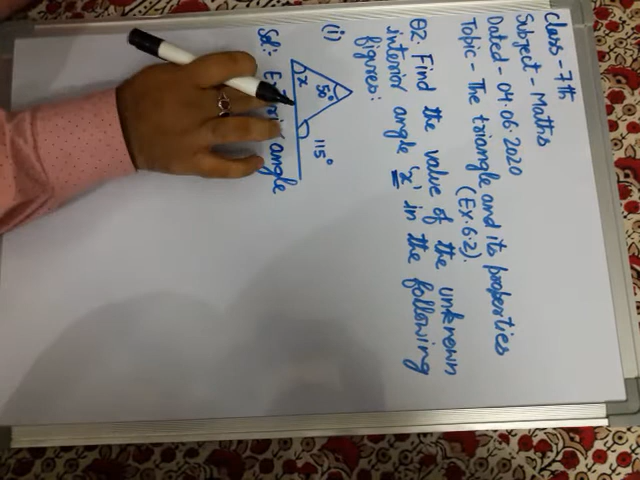 Class - 7th
Subject - Maths
Dated - 04.06.2020
Topic - The triangle and its properties
(Ex. 6.2).
Q2. Find the value of the unknown
interior angle 'x' in the following
figures:
(i)
50°
x
115°
Sol: angle